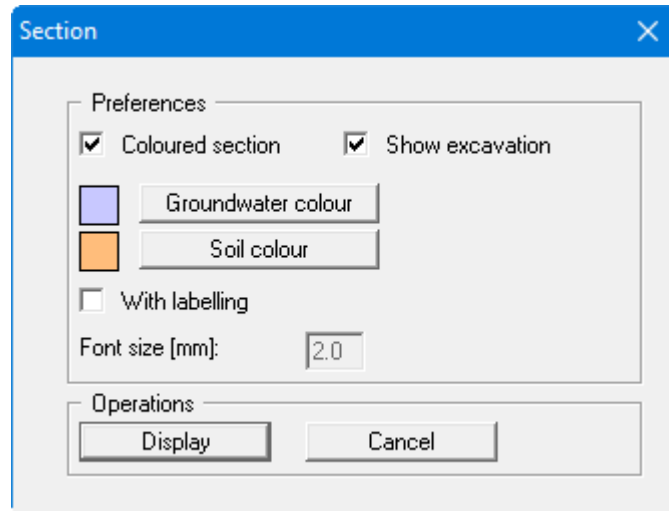 Section
Preferences
Coloured section Show excavation
Groundwater colour
Soil colour
With labelling
Font size [mm]: 2.0
Operations
Display Cancel